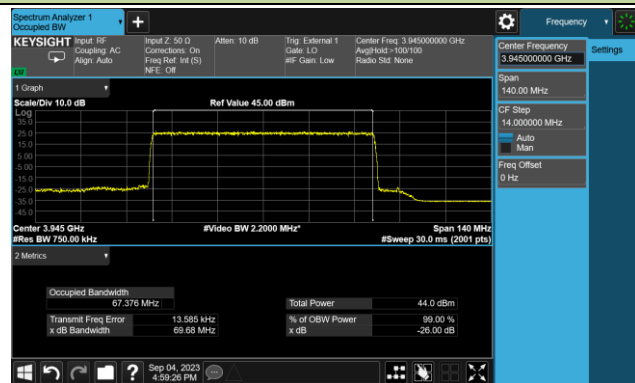 Spectrum Analyzer 1
Occupied BW
+
Frequency
KEYSIGHT
Input: RF
Coupling: AC
Align: Auto
Input Z: 50 Ω
Corrections: On
Freq Ref: Int (S)
NFE: Off
Atten: 10 dB
Trig: External 1
Gate: LO
#IF Gain: Low
Center Freq: 3.945000000 GHz
Avg|Hold:>100/100
Radio Std: None
Center Frequency
3.945000000 GHz
Settings
Span
140.00 MHz
CF Step
14.000000 MHz
Auto
Man
Freq Offset
0 Hz
1 Graph
Scale/Div 10.0 dB
Ref Value 45.00 dBm
Log
35.0
25.0
15.0
5.00
-5.00
-15.0
-25.0
-35.0
-45.0
Center 3.945 GHz
#Video BW 2.2000 MHz*
Span 140 MHz
#Res BW 750.00 kHz
#Sweep 30.0 ms (2001 pts)
2 Metrics
Occupied Bandwidth
67.376 MHz
Total Power 44.0 dBm
Transmit Freq Error 13.585 kHz
% of OBW Power 99.00 %
x dB Bandwidth 69.68 MHz
x dB -26.00 dB
?
Sep 04, 2023
4:59:26 PM